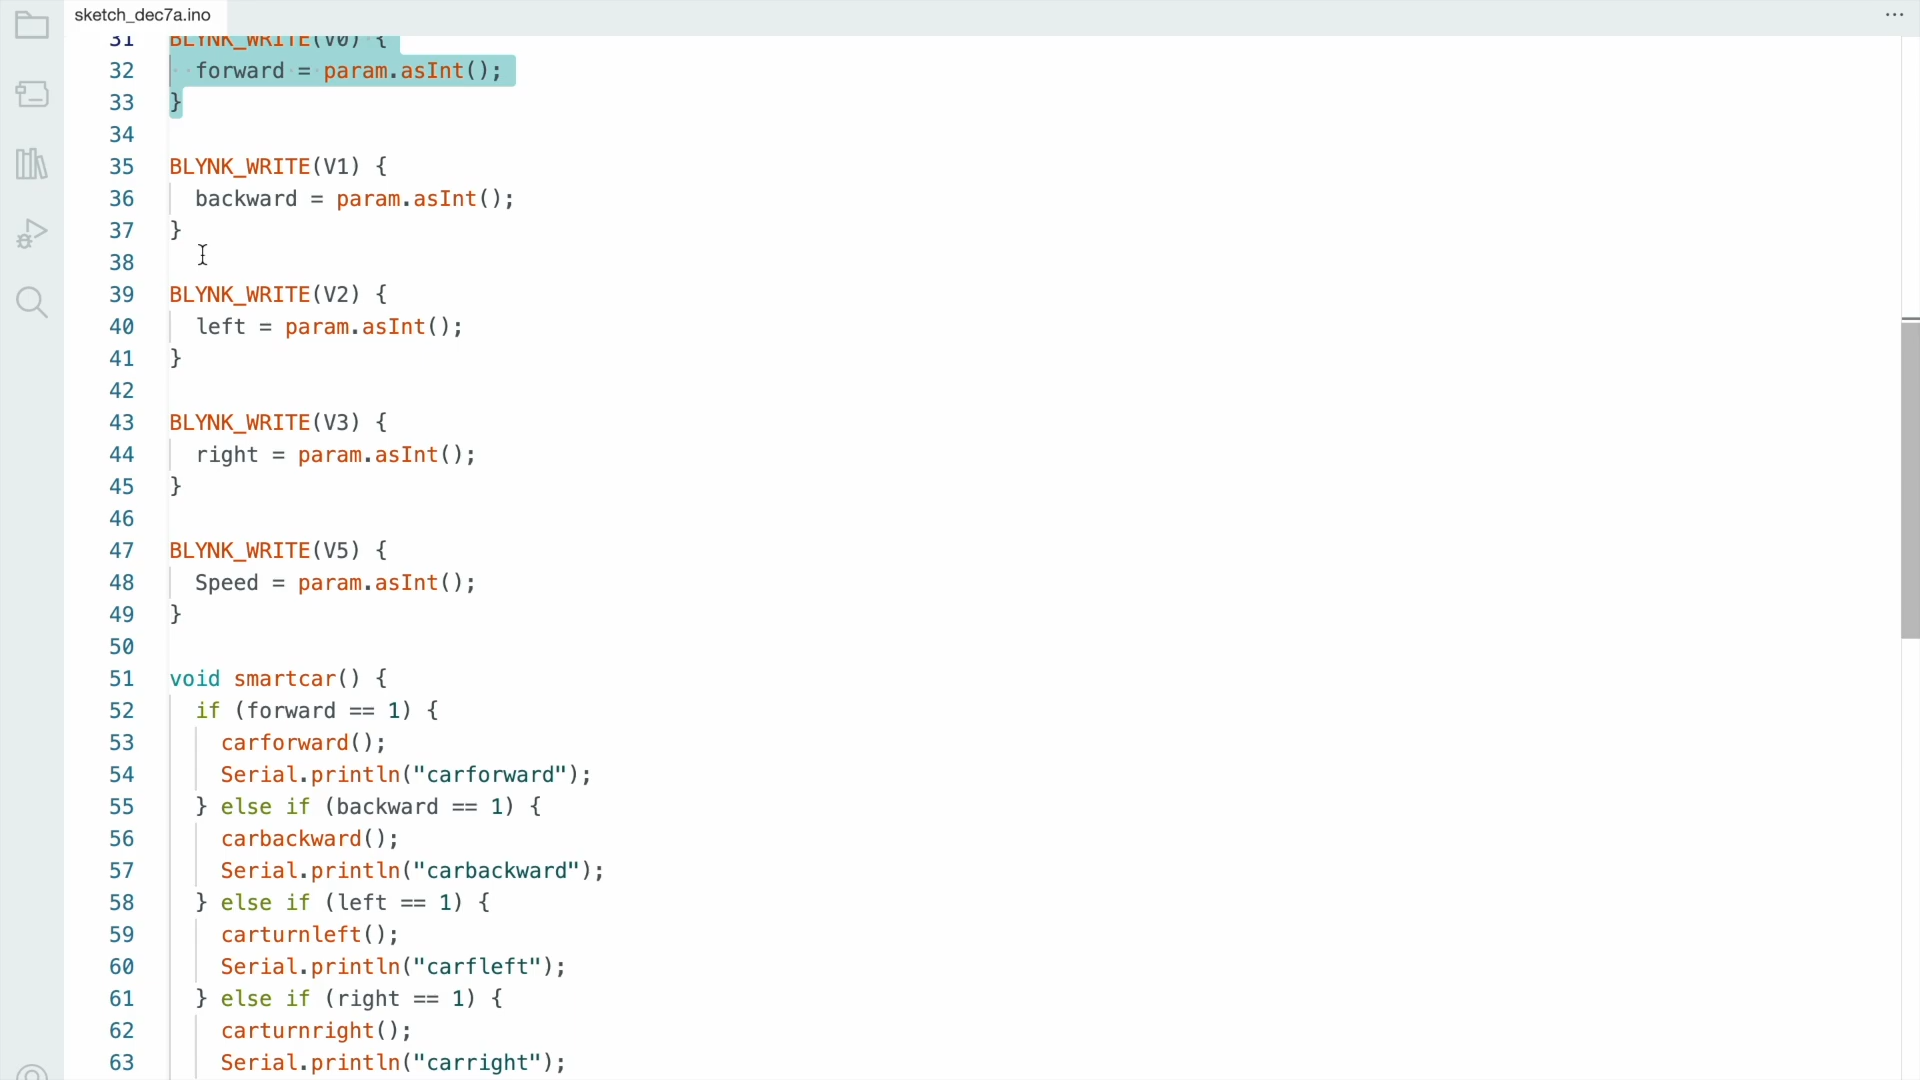 sketch_dec7a.ino
...
31 BLYNK_WRITE(V0) {
32 forward = param.asInt();
33 }
34
35 BLYNK_WRITE(V1) {
36 backward = param.asInt();
37 }
38
39 BLYNK_WRITE(V2) {
40 left = param.asInt();
41 }
42
43 BLYNK_WRITE(V3) {
44 right = param.asInt();
45 }
46
47 BLYNK_WRITE(V5) {
48 Speed = param.asInt();
49 }
50
51 void smartcar() {
52 if (forward == 1) {
53 carforward();
54 Serial.println("carforward");
55 } else if (backward == 1) {
56 carbackward();
57 Serial.println("carbackward");
58 } else if (left == 1) {
59 carturnleft();
60 Serial.println("carfleft");
61 } else if (right == 1) {
62 carturnright();
63 Serial.println("carright");